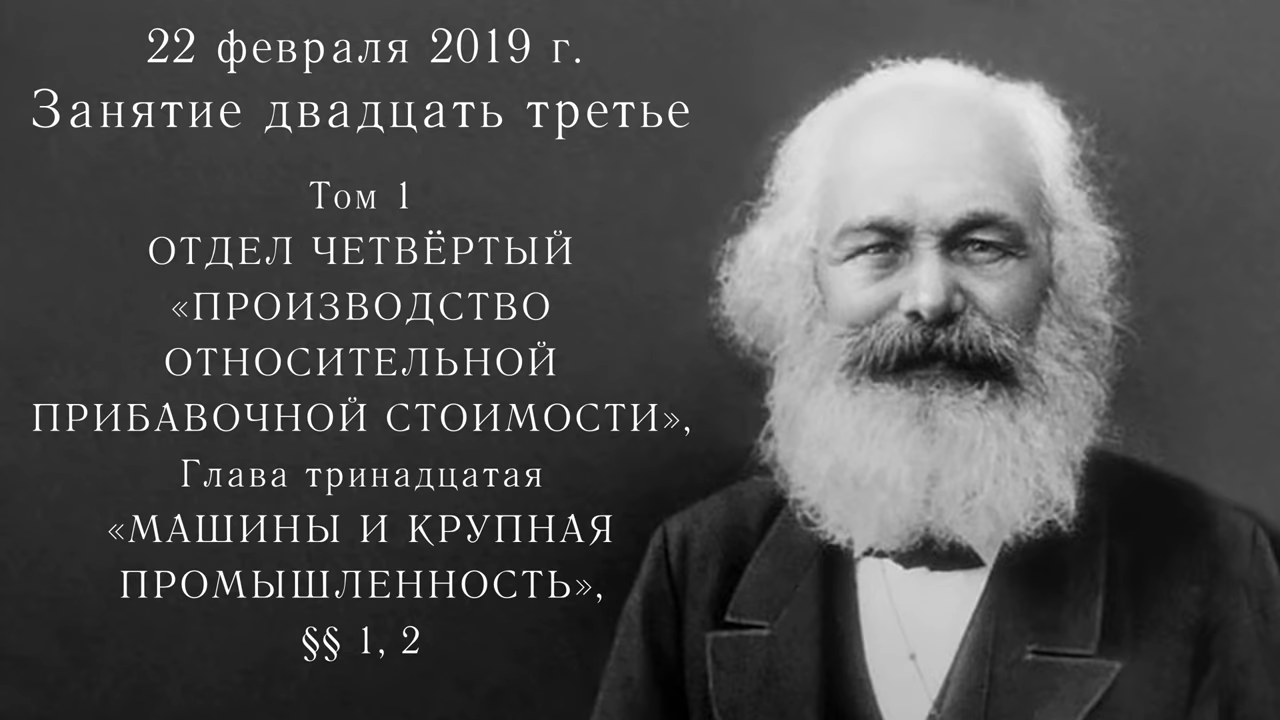 22 февраля 2019 г.
Занятие двадцать третье
Том 1
ОТДЕЛ ЧЕТВЁРТЫЙ
«ПРОИЗВОДСТВО
ОТНОСИТЕЛЬНОЙ
ПРИБАВОЧНОЙ СТОИМОСТИ»,
Глава тринадцатая
«МАШИНЫ И КРУПНАЯ
ПРОМЫШЛЕННОСТЬ»,
§§ 1, 2